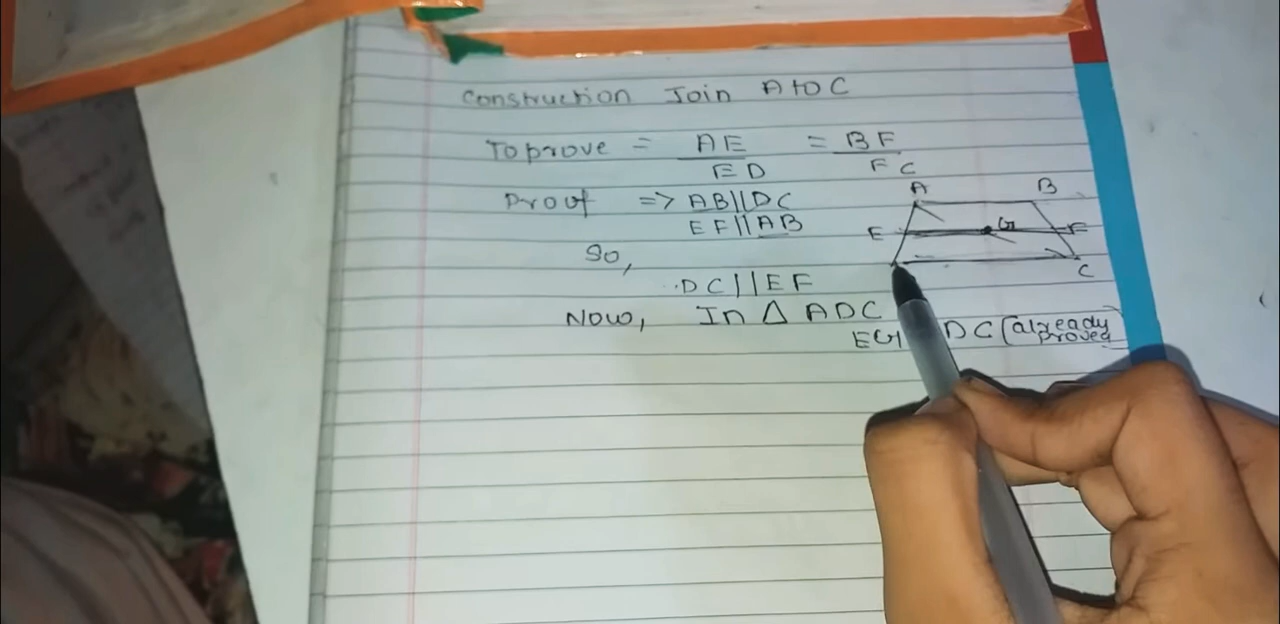 Construction Join A to C
To prove = AE = BF
ED FC
Proof => AB||DC
EF||AB
So,
DC||EF
Now, In △ ADC
EG DC (already
proved)
A B
E G F
C